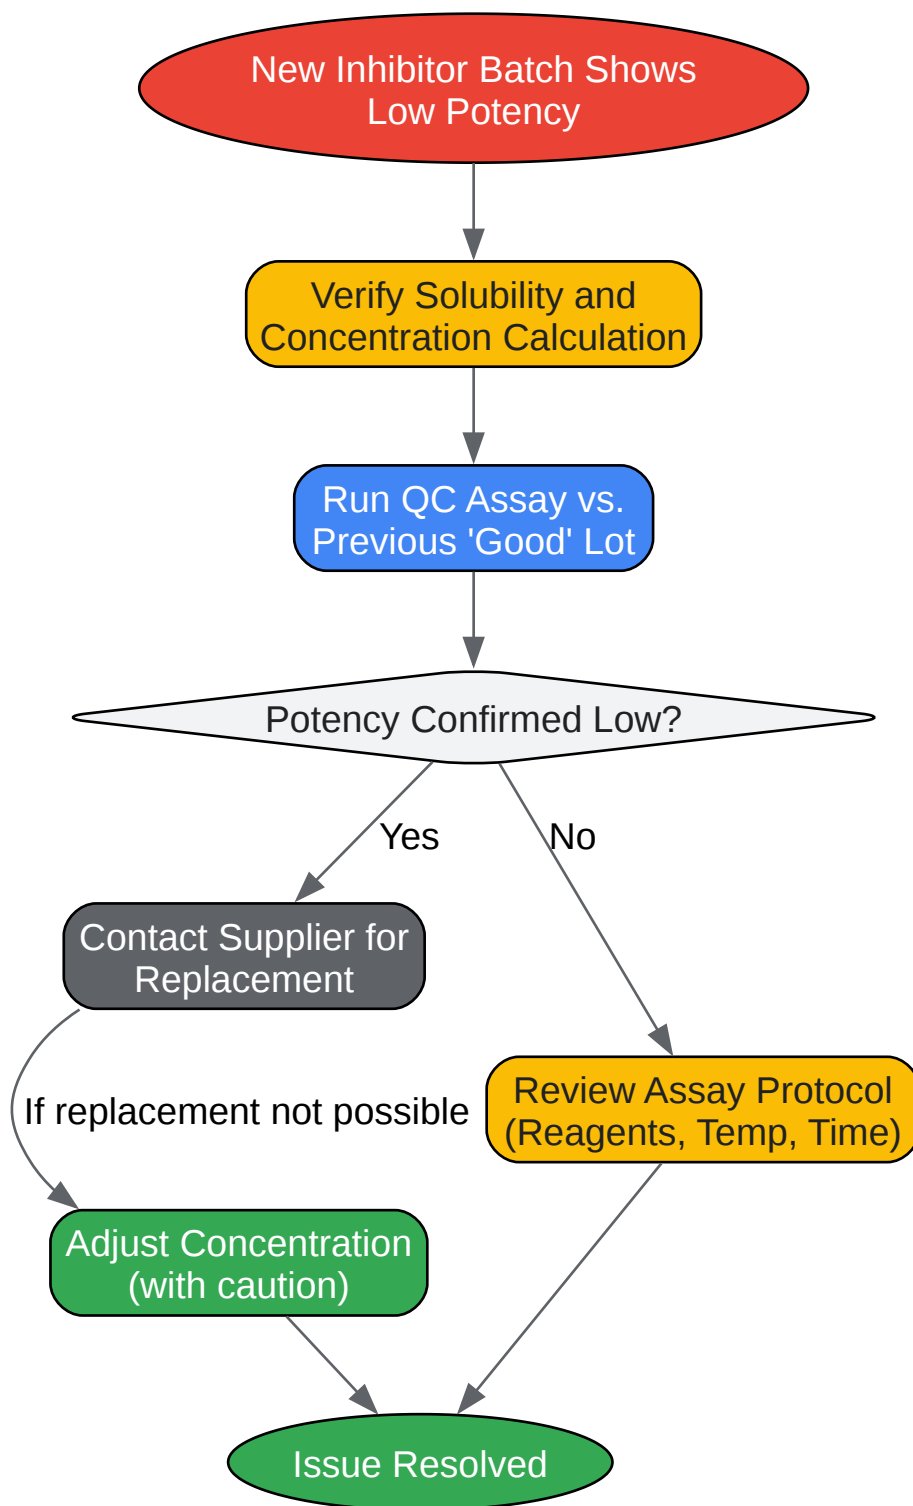 New Inhibitor Batch Shows
Low Potency
Verify Solubility and
Concentration Calculation
Run QC Assay vs.
Previous 'Good' Lot
Potency Confirmed Low?
Yes
No
Contact Supplier for
Replacement
If replacement not possible
Review Assay Protocol
(Reagents, Temp, Time)
Adjust Concentration
(with caution)
Issue Resolved